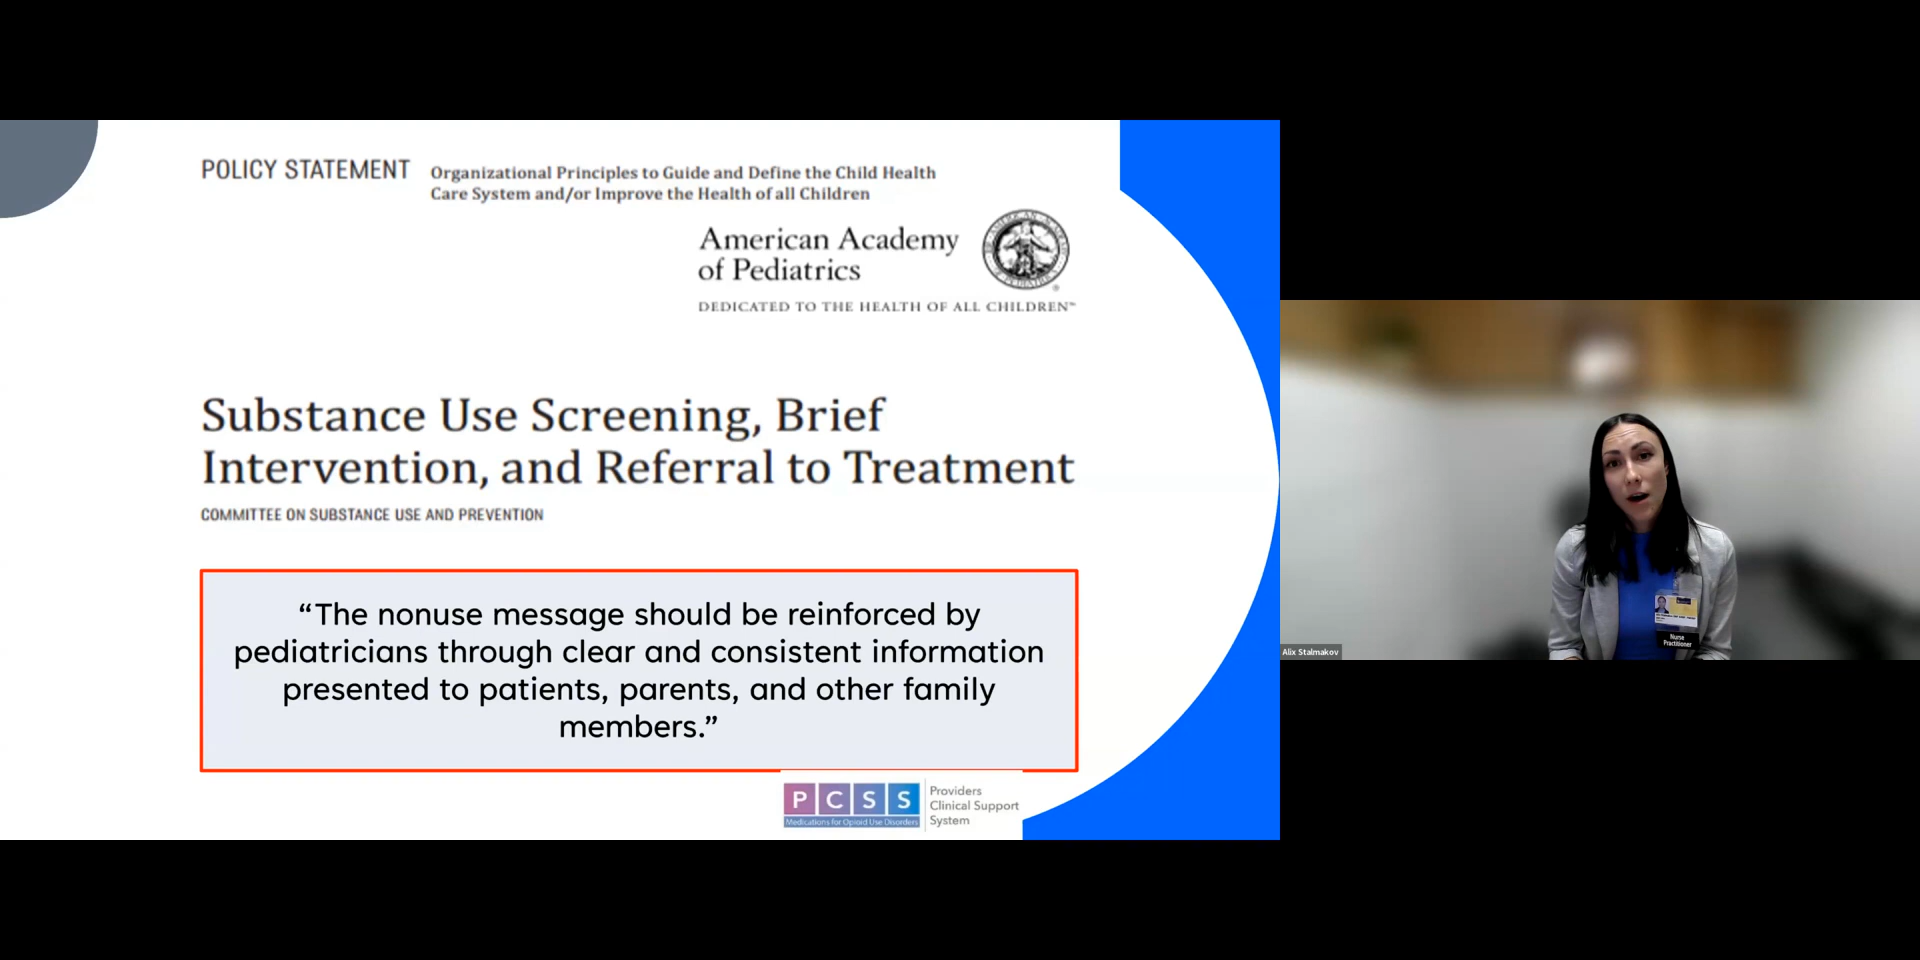 POLICY STATEMENT
Organizational Principles to Guide and Define the Child Health
Care System and/or Improve the Health of all Children
American Academy
of Pediatrics
DEDICATED TO THE HEALTH OF ALL CHILDREN™
Substance Use Screening, Brief
Intervention, and Referral to Treatment
COMMITTEE ON SUBSTANCE USE AND PREVENTION
“The nonuse message should be reinforced by
pediatricians through clear and consistent information
presented to patients, parents, and other family
members.”
PCSS
Medications for Opioid Use Disorders
Providers
Clinical Support
System
Nurse
Practitioner
Alix Stalmakov